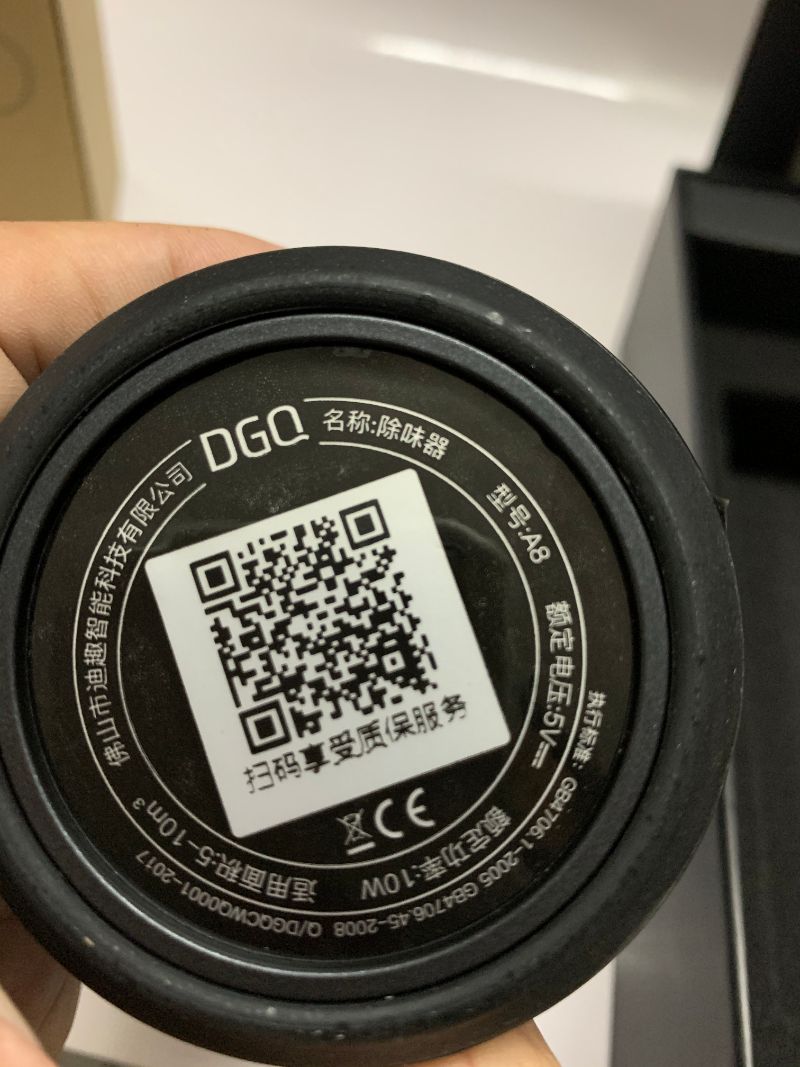 DGQ
名称:除味器
型号:A8
额定电压:5V⎓
额定功率:10W
适用面积:5-10m³
佛山市迪趣智能科技有限公司
执行标准: GB4706.1-2005 GB4706.45-2008 Q/DGQCWQ0001-2017
扫码享受质保服务
CE